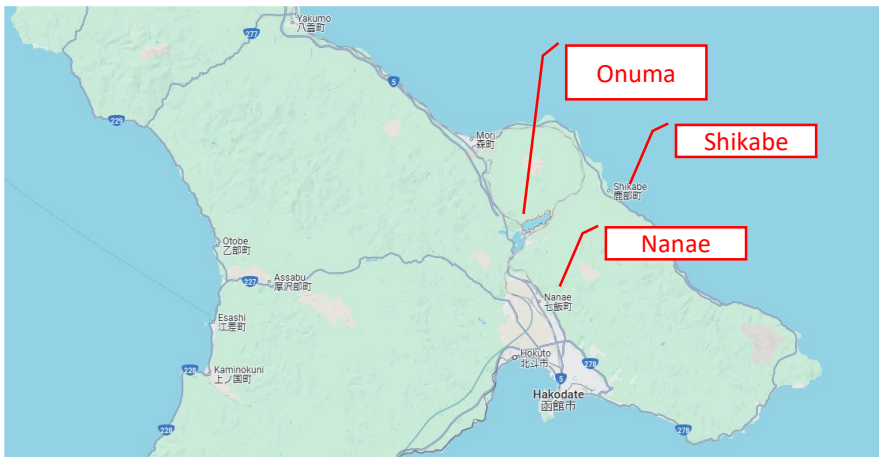 Yakumo
八雲町
277
5
Onuma
229
Mori
森町
Shikabe
Shikabe
鹿部町
Otobe
乙部町
Nanae
227
Assabu
厚沢部町
Nanae
七飯町
Esashi
江差町
Hokuto
北斗市
228
Kaminokuni
上ノ国町
278
5
Hakodate
函館市
228
278